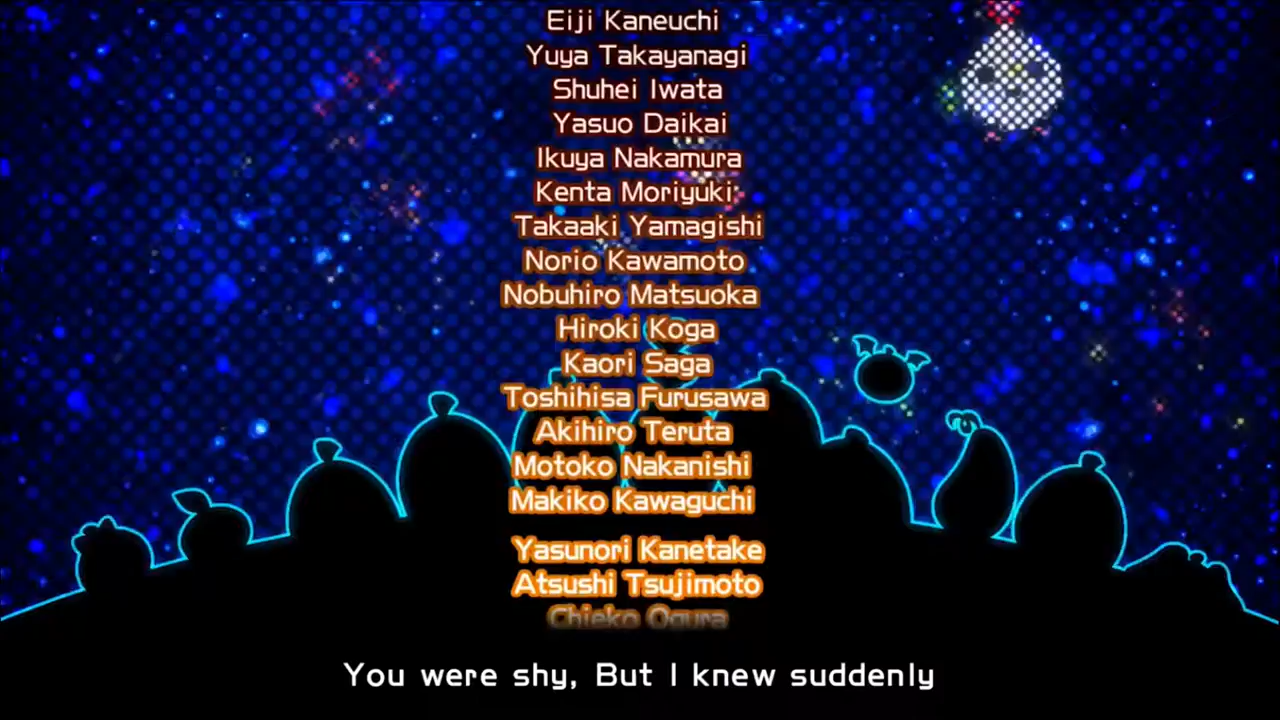 Eiji Kaneuchi
Yuya Takayanagi
Shuhei Iwata
Yasuo Daikai
Ikuya Nakamura
Kenta Moriyuki
Takaaki Yamagishi
Norio Kawamoto
Nobuhiro Matsuoka
Hiroki Koga
Kaori Saga
Toshihisa Furusawa
Akihiro Teruta
Motoko Nakanishi
Makiko Kawaguchi
Yasunori Kanetake
Atsushi Tsujimoto
Chieko Ogura
You were shy, But I knew suddenly